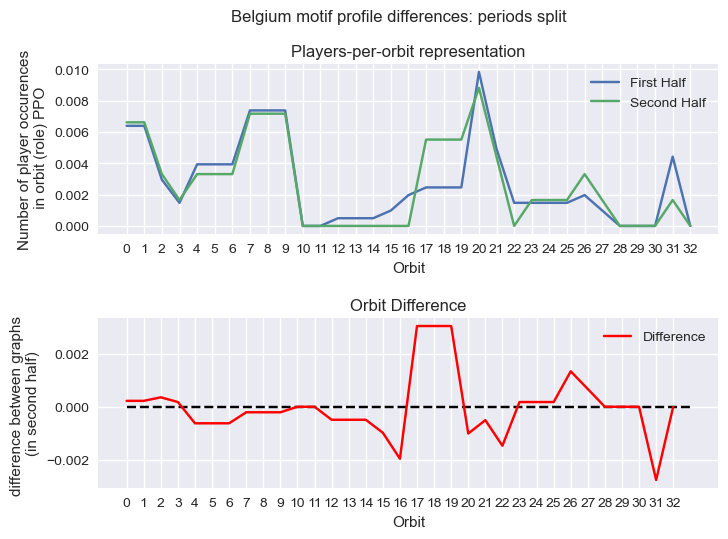 Belgium motif profile differences: periods split
Players-per-orbit representation
Number of player occurences
in orbit (role) PPO
0.010
0.008
0.006
0.004
0.002
0.000
First Half
Second Half
0 1 2 3 4 5 6 7 8 9 10 11 12 13 14 15 16 17 18 19 20 21 22 23 24 25 26 27 28 29 30 31 32
Orbit
Orbit Difference
difference between graphs
(in second half)
0.002
0.000
−0.002
Difference
0 1 2 3 4 5 6 7 8 9 10 11 12 13 14 15 16 17 18 19 20 21 22 23 24 25 26 27 28 29 30 31 32
Orbit